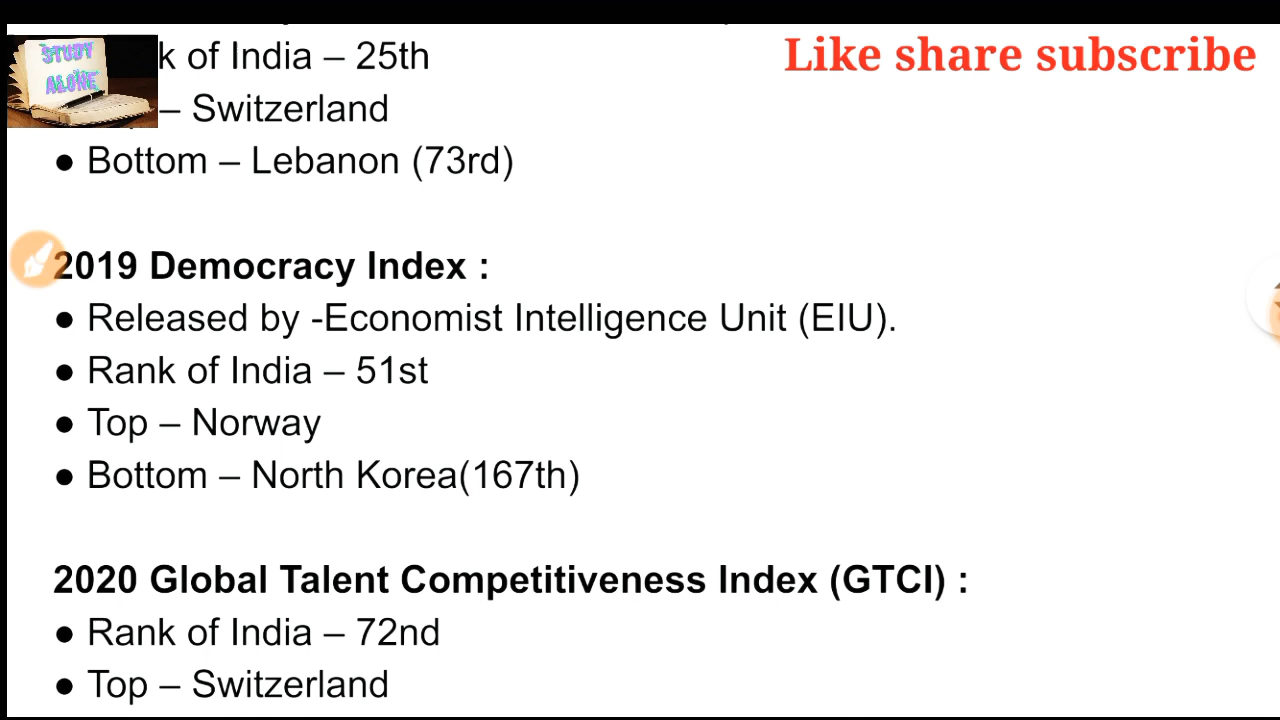 k of India – 25th
Like share subscribe
STUDY
ALONE
– Switzerland
● Bottom – Lebanon (73rd)
2019 Democracy Index :
● Released by -Economist Intelligence Unit (EIU).
● Rank of India – 51st
● Top – Norway
● Bottom – North Korea(167th)
2020 Global Talent Competitiveness Index (GTCI) :
● Rank of India – 72nd
● Top – Switzerland